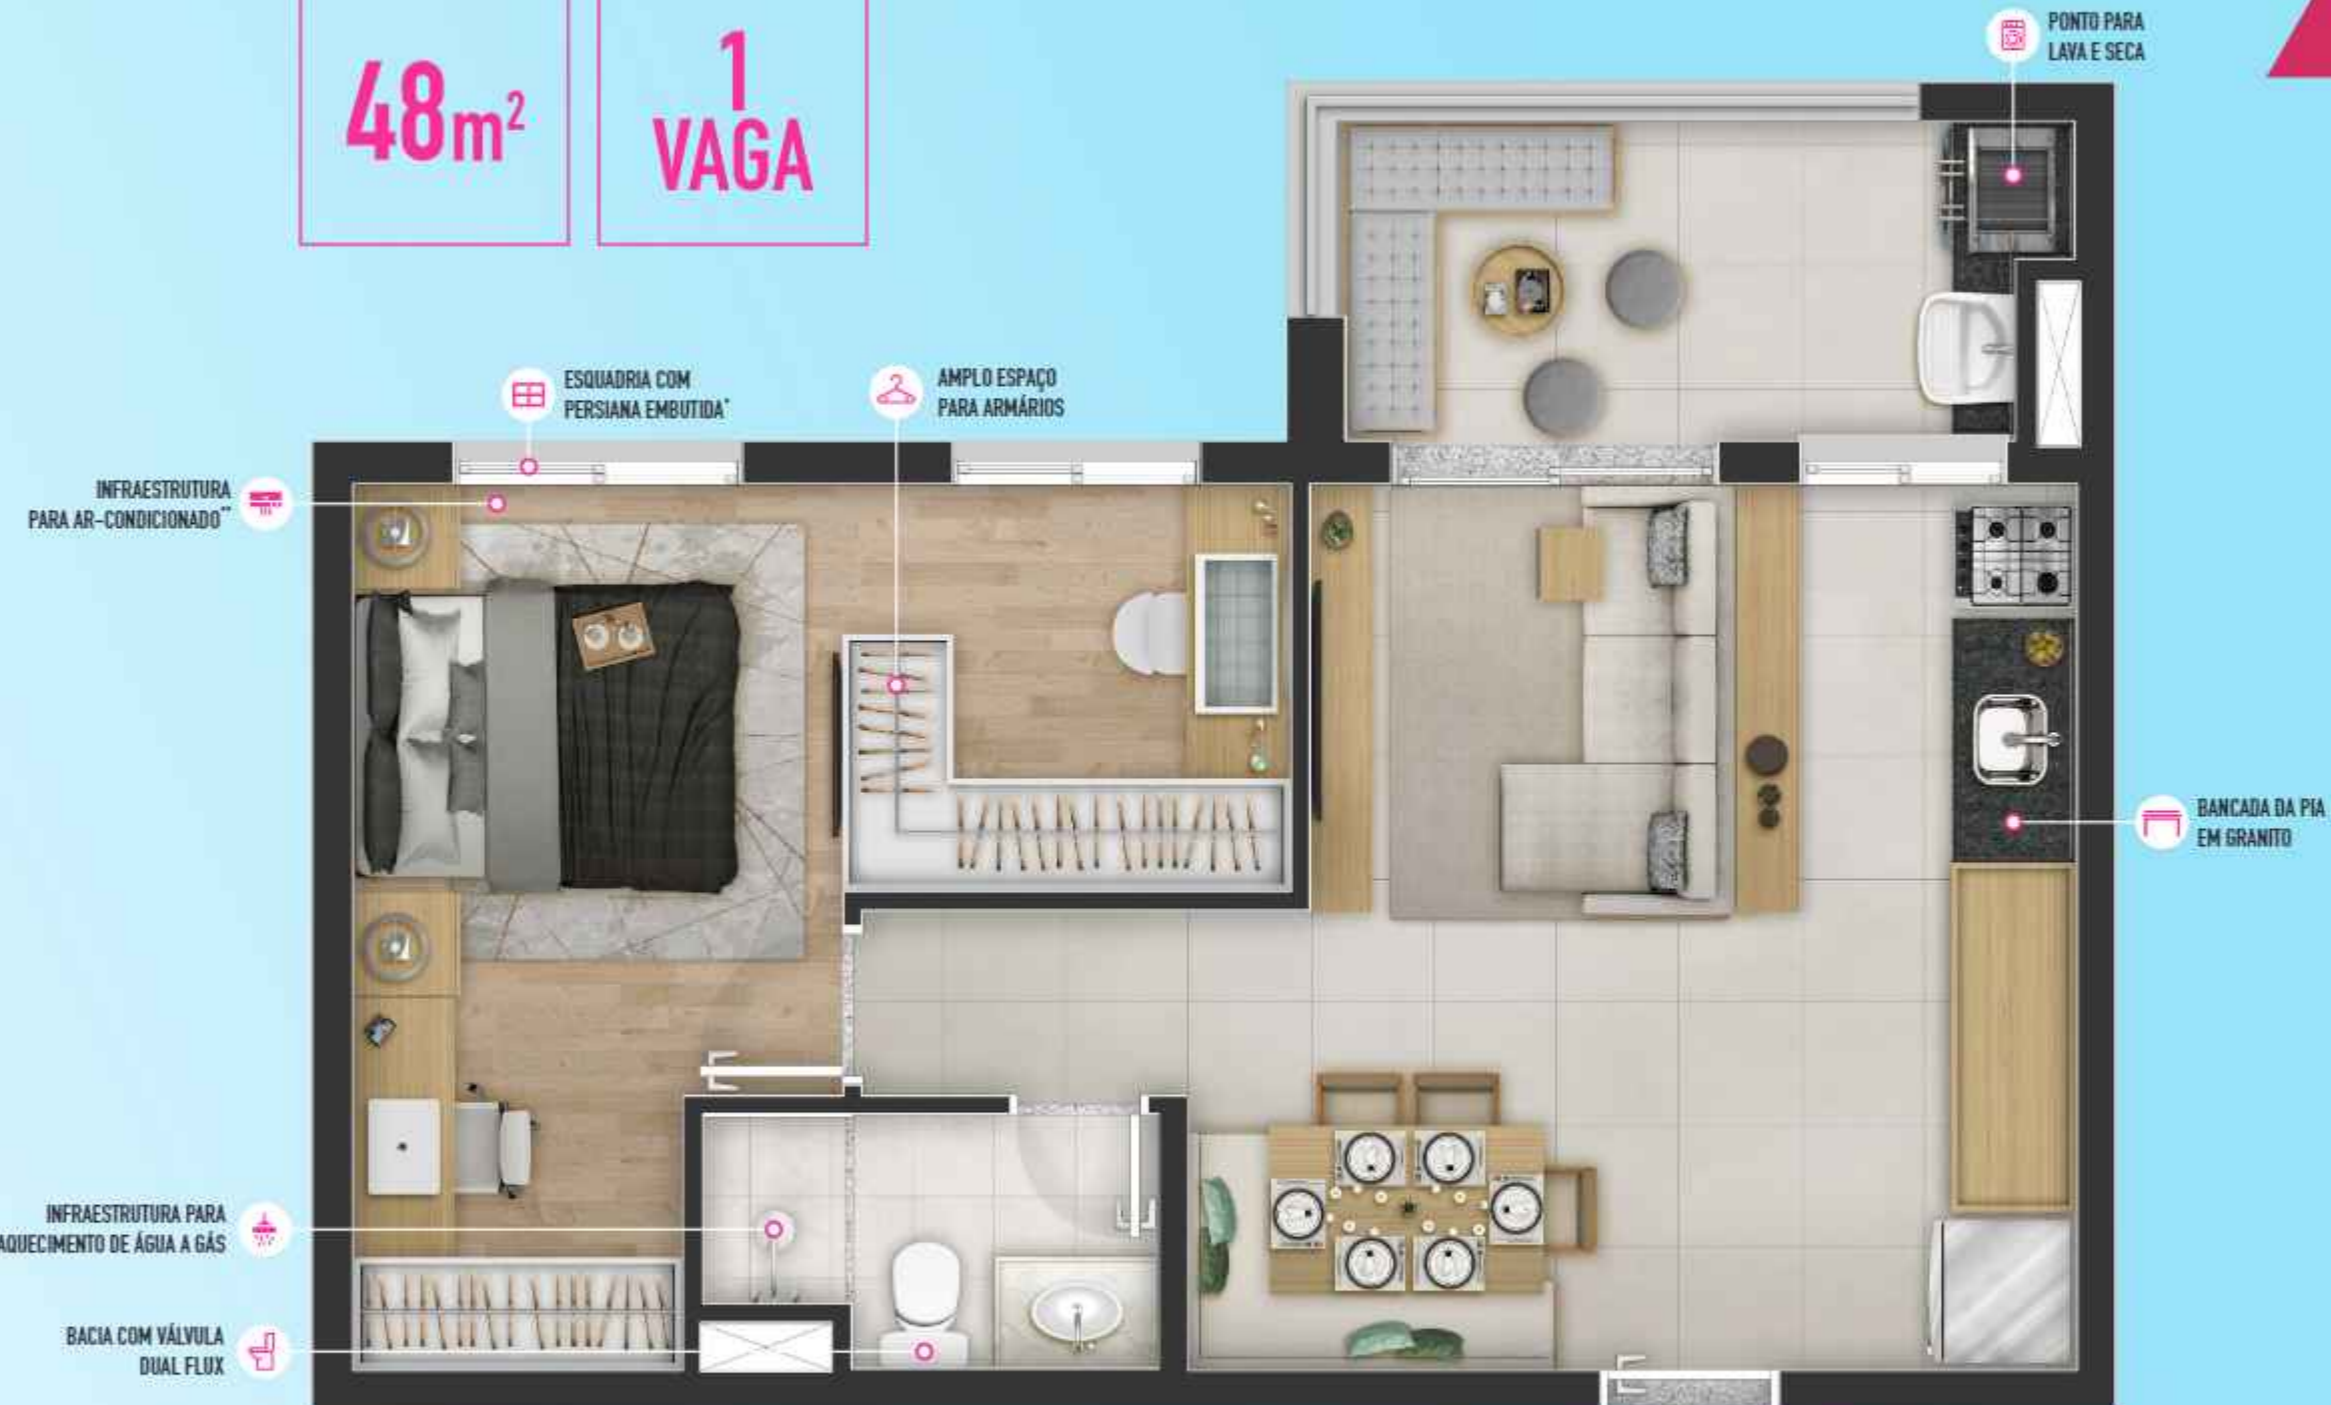 48m²
1
VAGA
PONTO PARA
LAVA E SECA
ESQUADRIA COM
PERSIANA EMBUTIDA*
AMPLO ESPAÇO
PARA ARMÁRIOS
INFRAESTRUTURA
PARA AR-CONDICIONADO**
BANCADA DA PIA
EM GRANITO
INFRAESTRUTURA PARA
AQUECIMENTO DE ÁGUA A GÁS
BACIA COM VÁLVULA
DUAL FLUX